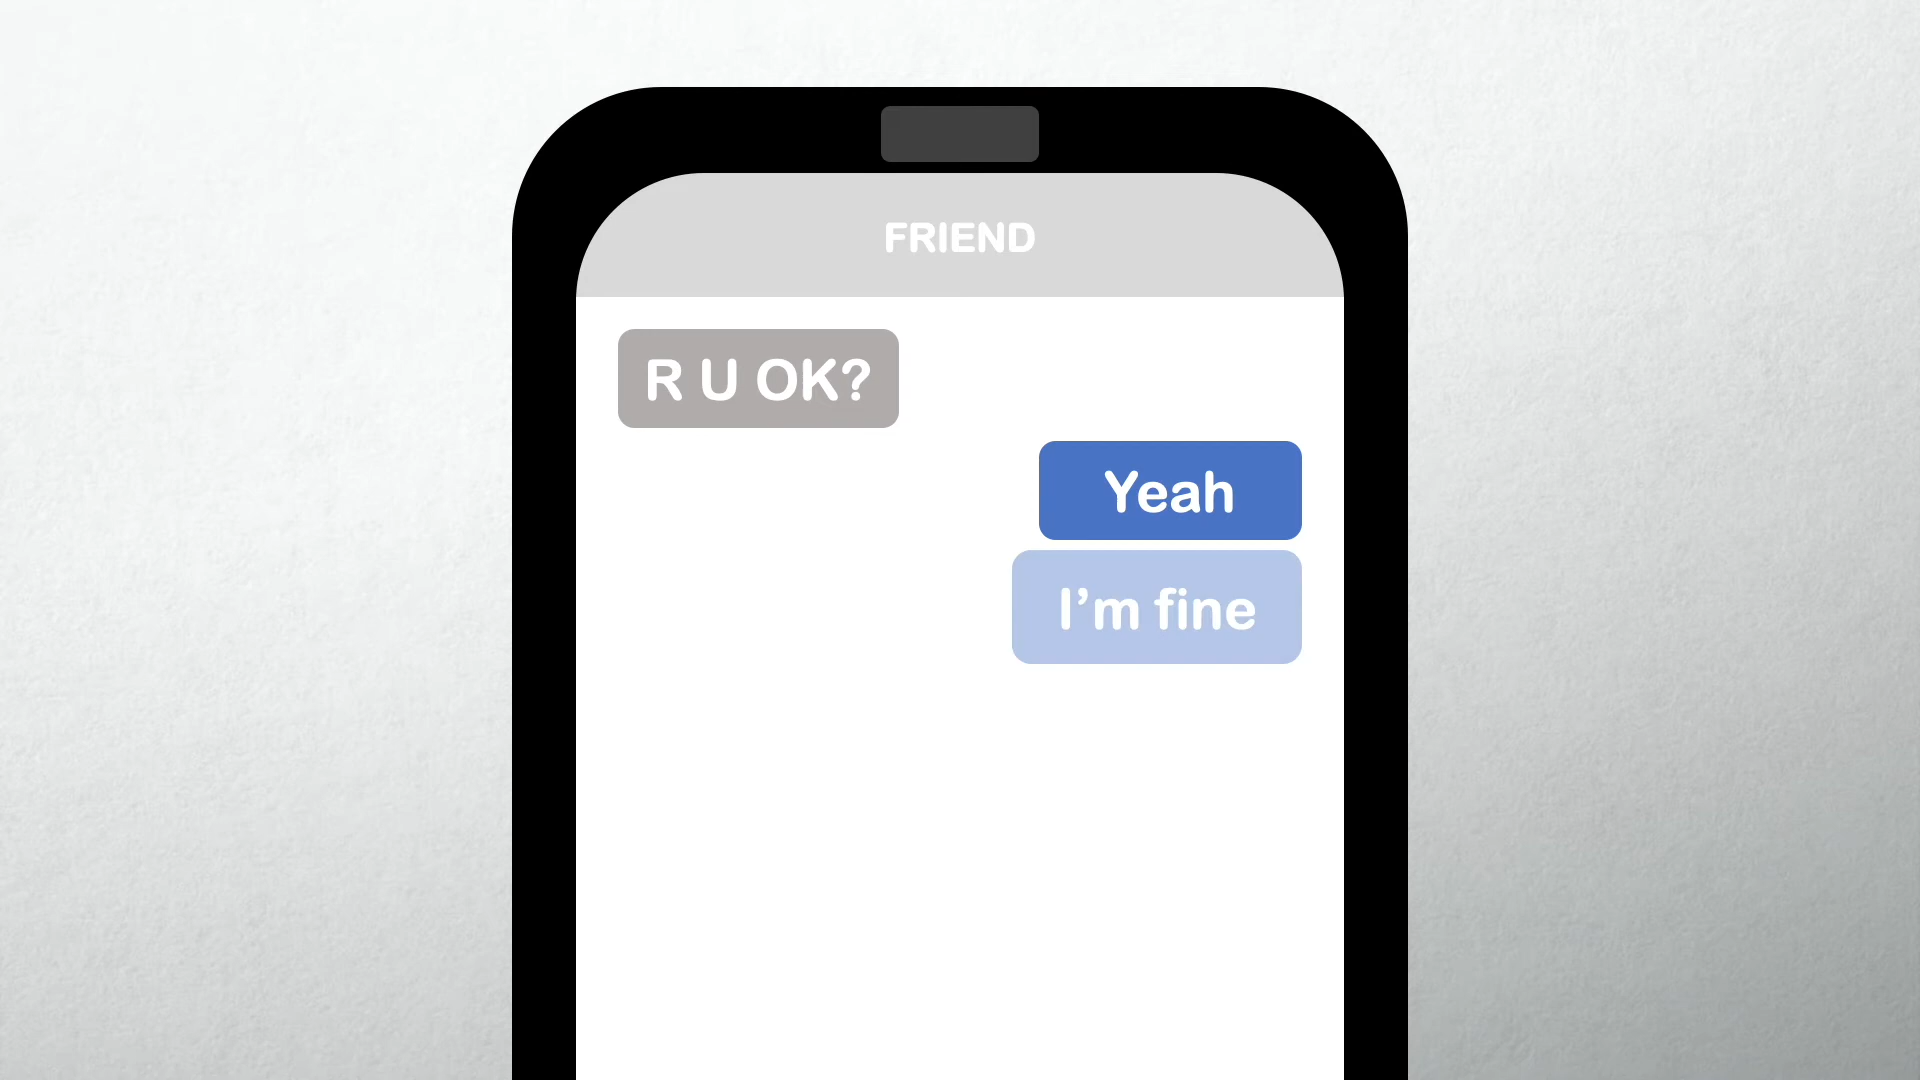 FRIEND
R U OK?
Yeah
I’m fine